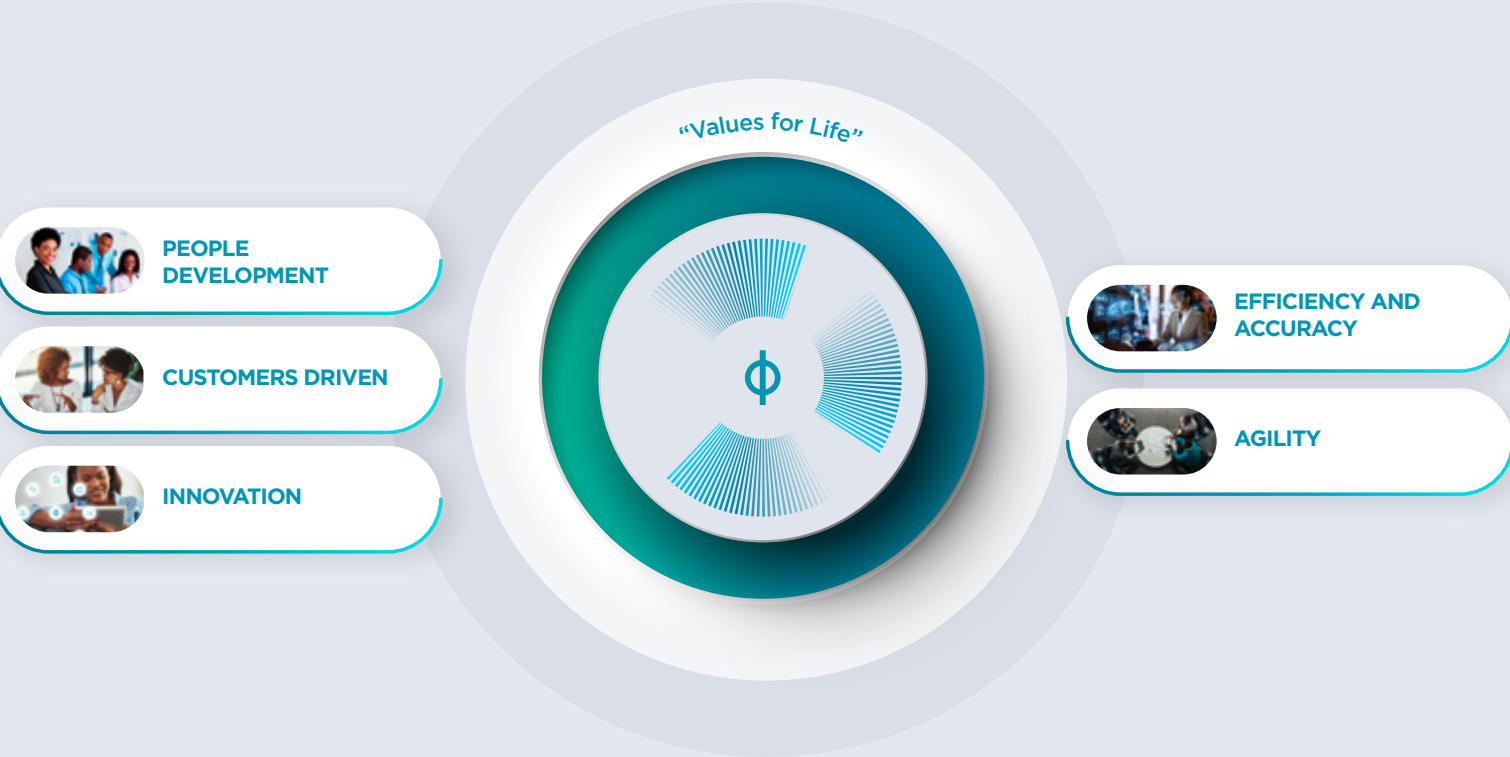 “Values for Life”
PEOPLE
DEVELOPMENT
CUSTOMERS DRIVEN
INNOVATION
EFFICIENCY AND
ACCURACY
AGILITY